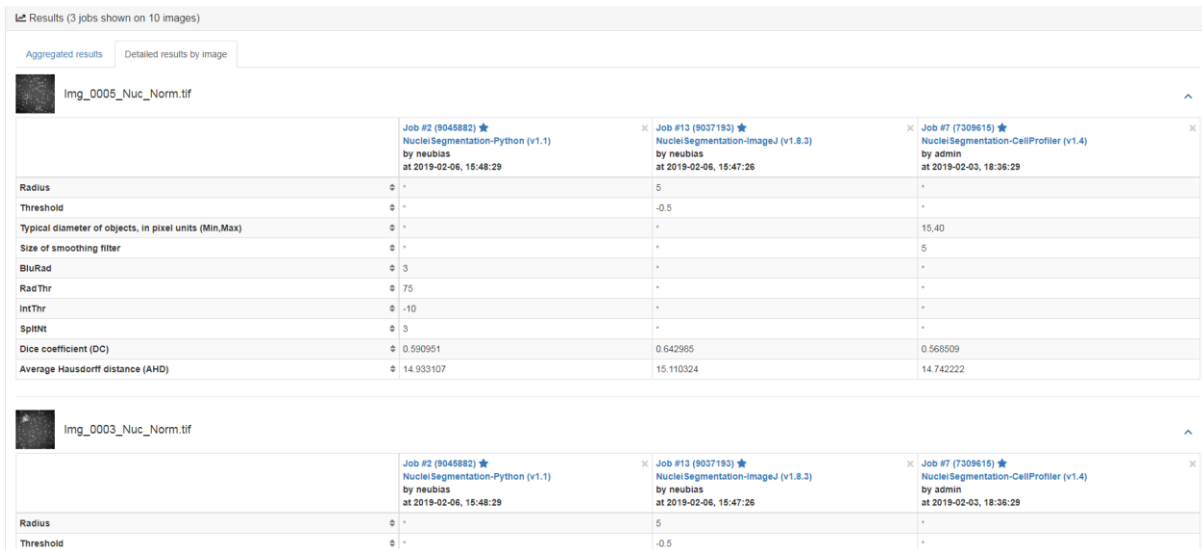 Results (3 jobs shown on 10 images)
Aggregated results Detailed results by image
Img_0005_Nuc_Norm.tif
Job #2 (9045882) ★ × Job #13 (9037193) ★ × Job #7 (7309615) ★ ×
NucleiSegmentation-Python (v1.1) NucleiSegmentation-ImageJ (v1.8.3) NucleiSegmentation-CellProfiler (v1.4)
by neubias by neubias by admin
at 2019-02-06, 15:48:29 at 2019-02-06, 15:47:26 at 2019-02-03, 18:36:29
Radius * 5 *
Threshold * -0.5 *
Typical diameter of objects, in pixel units (Min,Max) * * 15,40
Size of smoothing filter * * 5
BluRad 3 * *
RadThr 75 * *
IntThr -10 * *
SpltNt 3 * *
Dice coefficient (DC) 0.590951 0.642985 0.568509
Average Hausdorff distance (AHD) 14.933107 15.110324 14.742222
Img_0003_Nuc_Norm.tif
Job #2 (9045882) ★ × Job #13 (9037193) ★ × Job #7 (7309615) ★ ×
NucleiSegmentation-Python (v1.1) NucleiSegmentation-ImageJ (v1.8.3) NucleiSegmentation-CellProfiler (v1.4)
by neubias by neubias by admin
at 2019-02-06, 15:48:29 at 2019-02-06, 15:47:26 at 2019-02-03, 18:36:29
Radius * 5 *
Threshold * -0.5 *